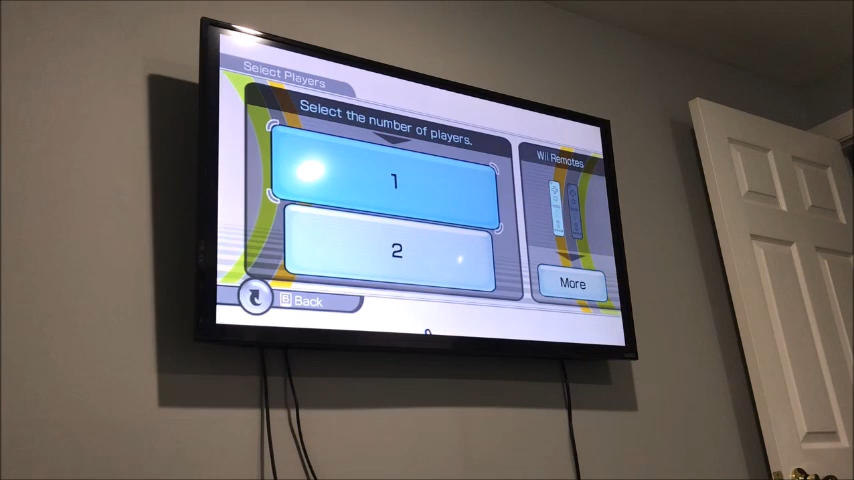 Select Players
Select the number of players.
1
2
Wii Remotes
More
B Back